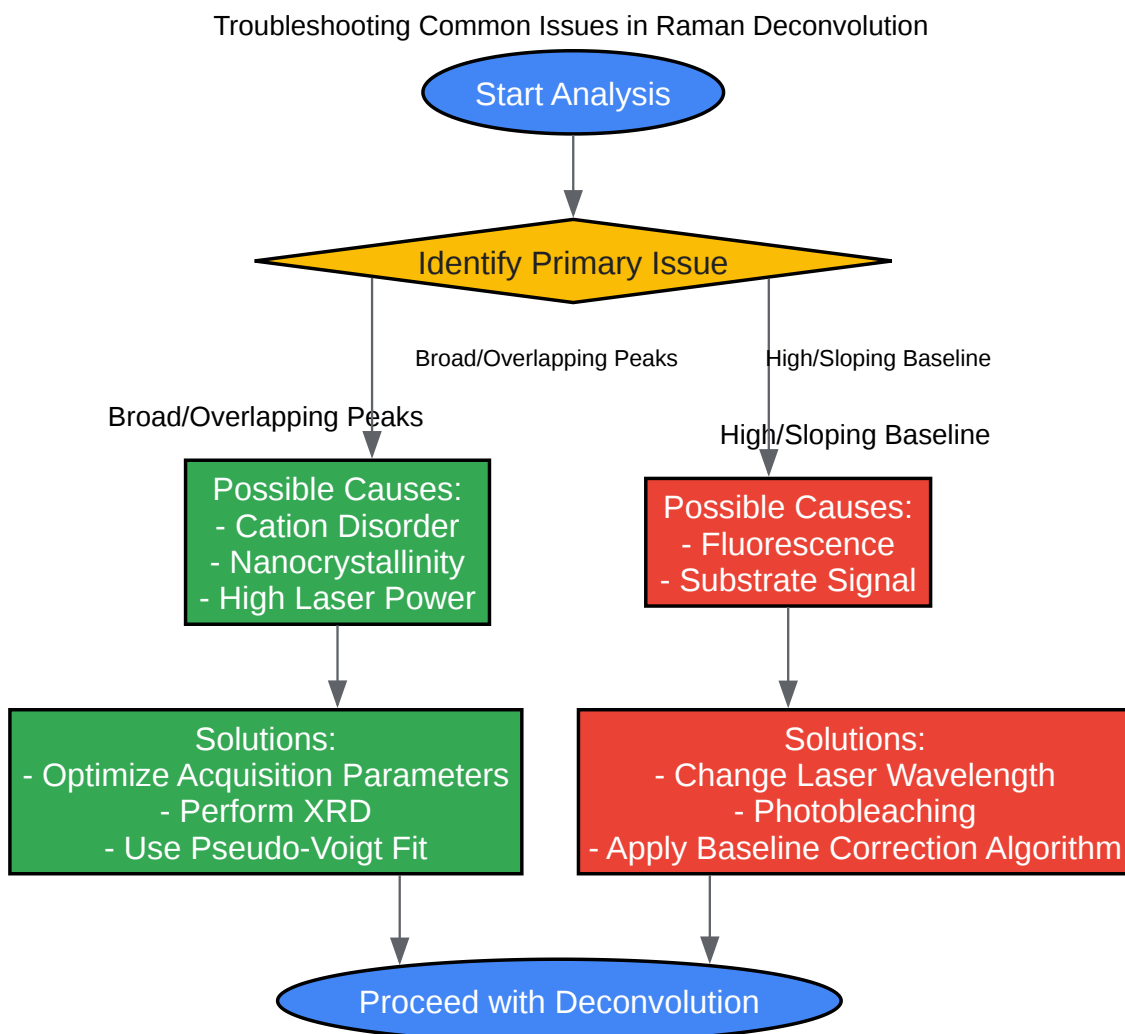 Troubleshooting Common Issues in Raman Deconvolution
Start Analysis
Identify Primary Issue
Broad/Overlapping Peaks
High/Sloping Baseline
Broad/Overlapping Peaks
High/Sloping Baseline
Possible Causes:
- Cation Disorder
- Nanocrystallinity
- High Laser Power
Possible Causes:
- Fluorescence
- Substrate Signal
Solutions:
- Optimize Acquisition Parameters
- Perform XRD
- Use Pseudo-Voigt Fit
Solutions:
- Change Laser Wavelength
- Photobleaching
- Apply Baseline Correction Algorithm
Proceed with Deconvolution